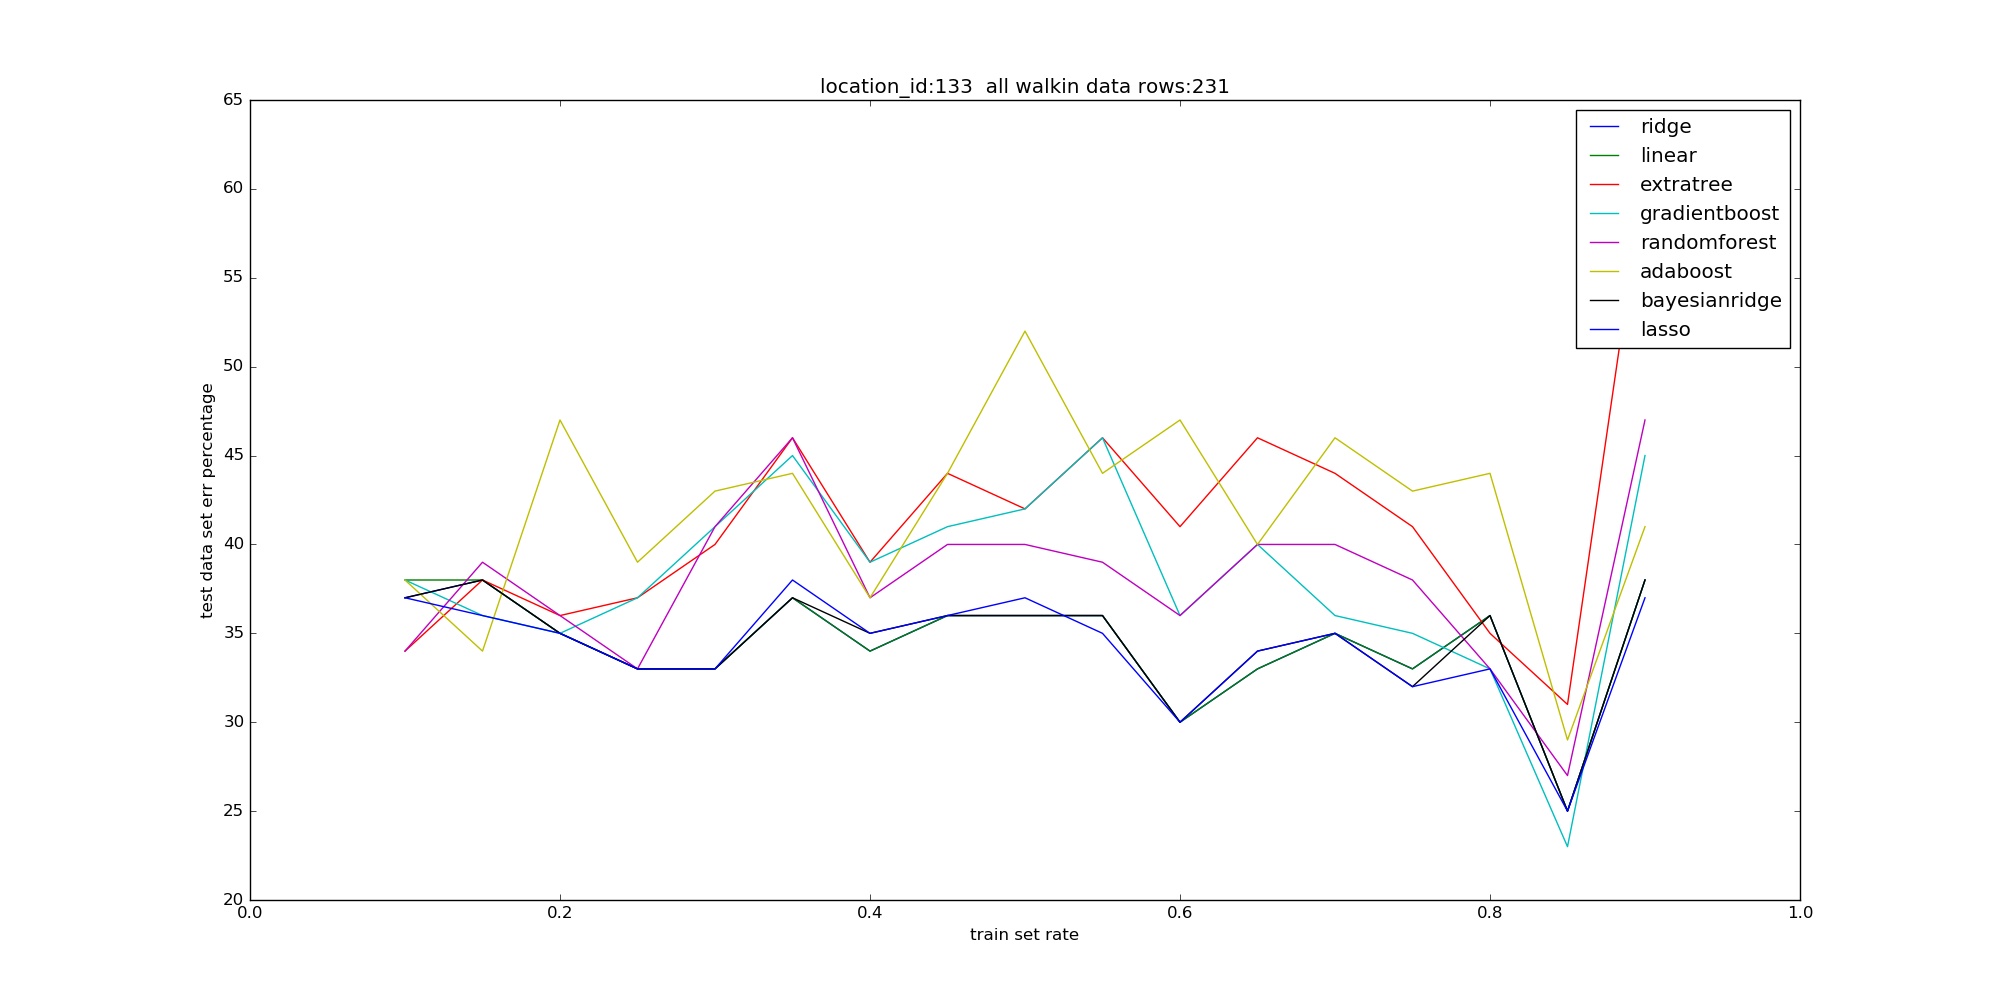 location_id:133  all walkin data rows:231
65
60
55
50
45
40
35
30
25
20
test data set err percentage
ridge
linear
extratree
gradientboost
randomforest
adaboost
bayesianridge
lasso
0.0
0.2
0.4
0.6
0.8
1.0
train set rate